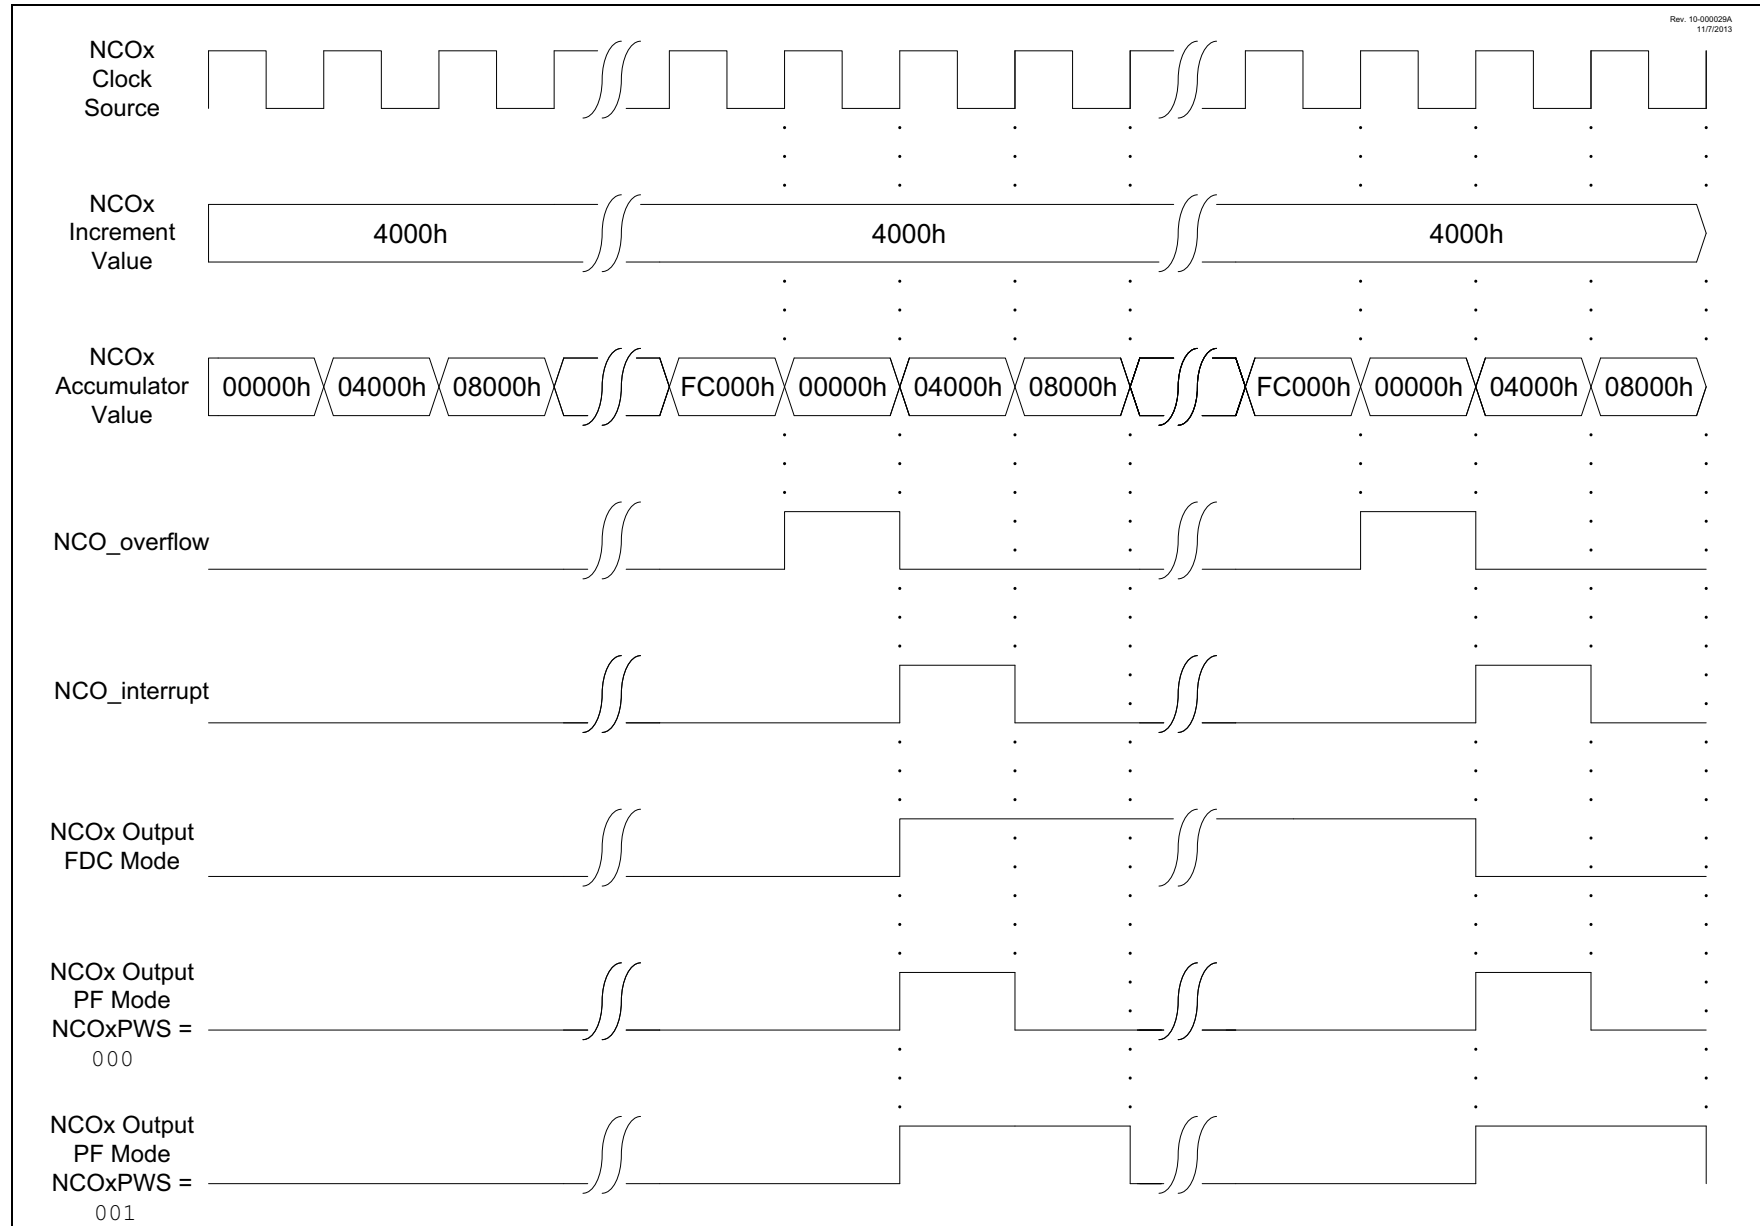 Rev. 10-000029A
11/7/2013
NCOx
Clock
Source
NCOx
Increment
Value
4000h
4000h
4000h
NCOx
Accumulator
Value
00000h
04000h
08000h
FC000h
00000h
04000h
08000h
FC000h
00000h
04000h
08000h
NCO_overflow
NCO_interrupt
NCOx Output
FDC Mode
NCOx Output
PF Mode
NCOxPWS =
000
NCOx Output
PF Mode
NCOxPWS =
001